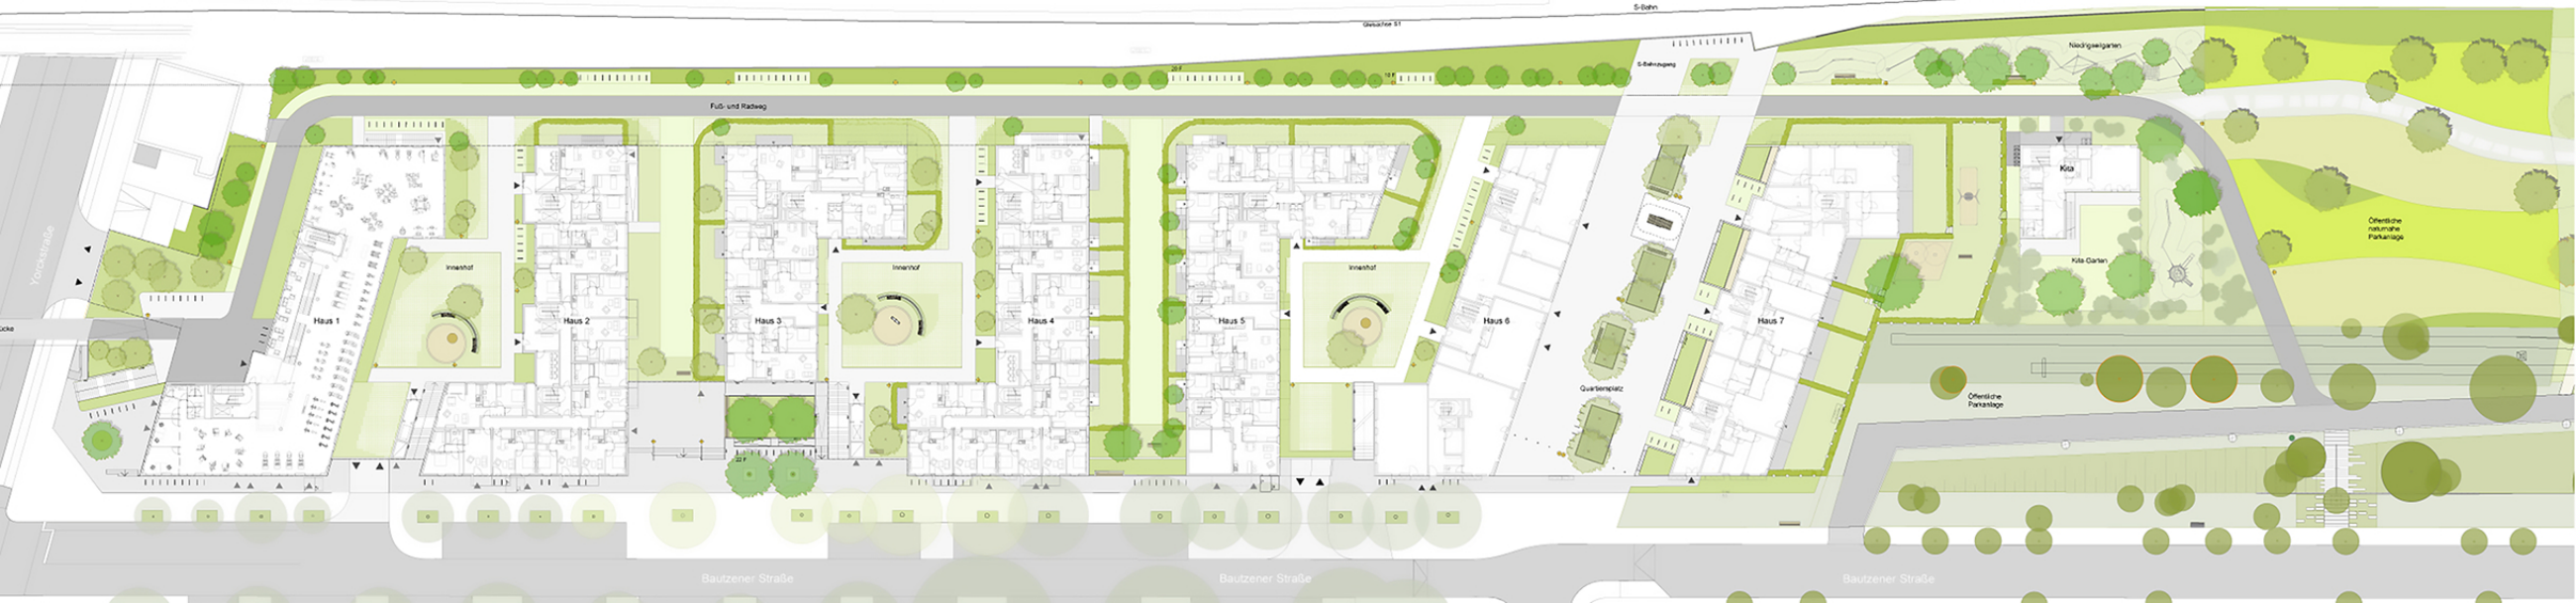 S-Bahn
Gleisachse S1
Niedrigseilgarten
S-Bahnzugang
Fuß- und Radweg
Kita
Yorckstraße
Öffentliche
naturnahe
Parkanlage
Innenhof
Innenhof
Innenhof
Kita-Garten
Haus 1
Haus 2
Haus 3
Haus 4
Haus 5
Haus 6
Haus 7
ücke
Quartiersplatz
Öffentliche
Parkanlage
Bautzener Straße
Bautzener Straße
Bautzener Straße